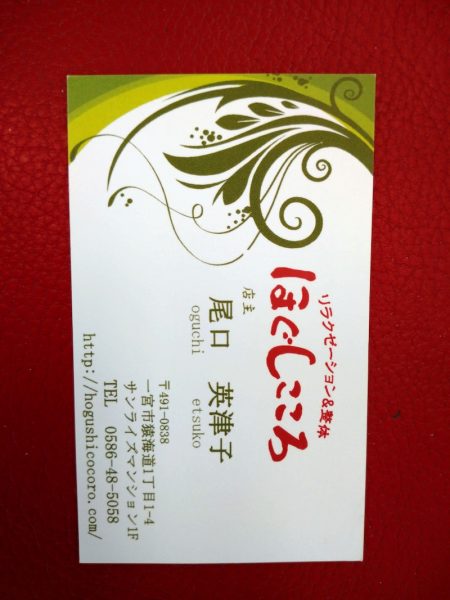 リラクゼーション&整体
ほぐしこころ
店主
尾口 英津子
oguchi etsuko
〒491-0838
一宮市猿海道1丁目1-4
サンライズマンション1F
TEL 0586-48-5058
http://hogushicocoro.com/